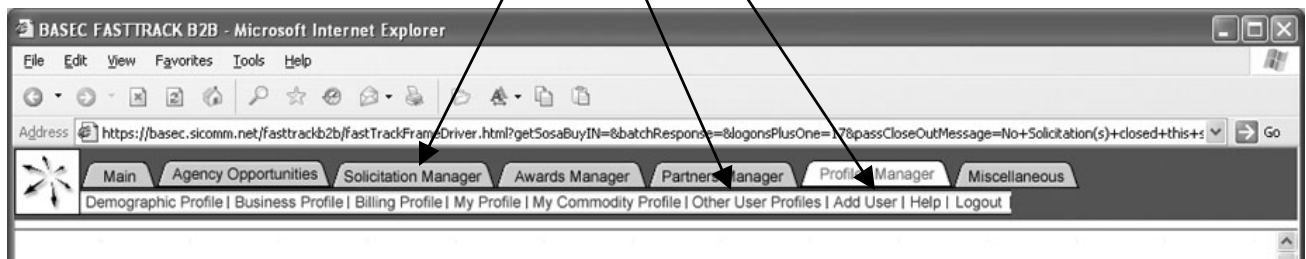 BASEC FASTTRACK B2B - Microsoft Internet Explorer
File Edit View Favorites Tools Help
Address https://basec.sicomm.net/fasttrackb2b/fastTrackFrameDriver.html?getSosaBuyIN=&batchResponse=&logonsPlusOne=17&passCloseOutMessage=No+Solicitation(s)+closed+this+s Go
Main Agency Opportunities Solicitation Manager Awards Manager Partners Manager Profile Manager Miscellaneous
Demographic Profile | Business Profile | Billing Profile | My Profile | My Commodity Profile | Other User Profiles | Add User | Help | Logout |